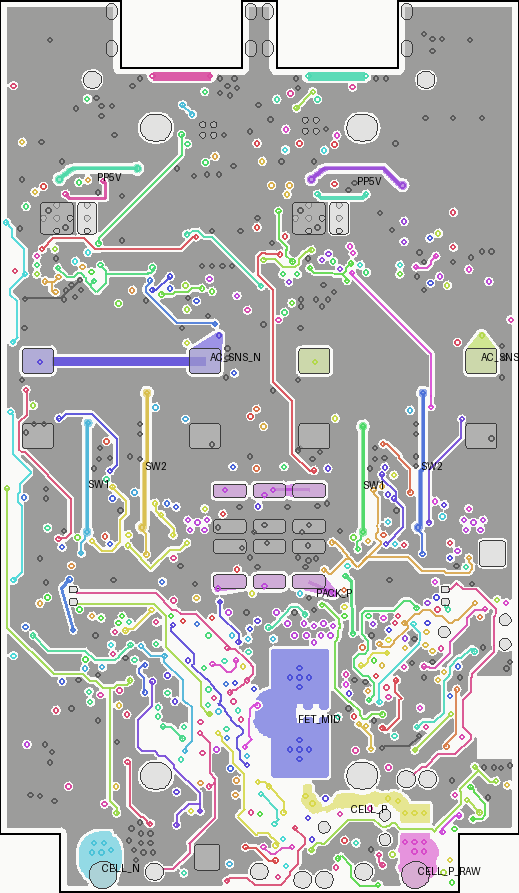 PP5V
PP5V
AC_SNS_N
AC_SNS
SW2
SW2
SW1
SW1
PACK_P
FET_MID
CELL_P
CELL_N
CELL_P_RAW